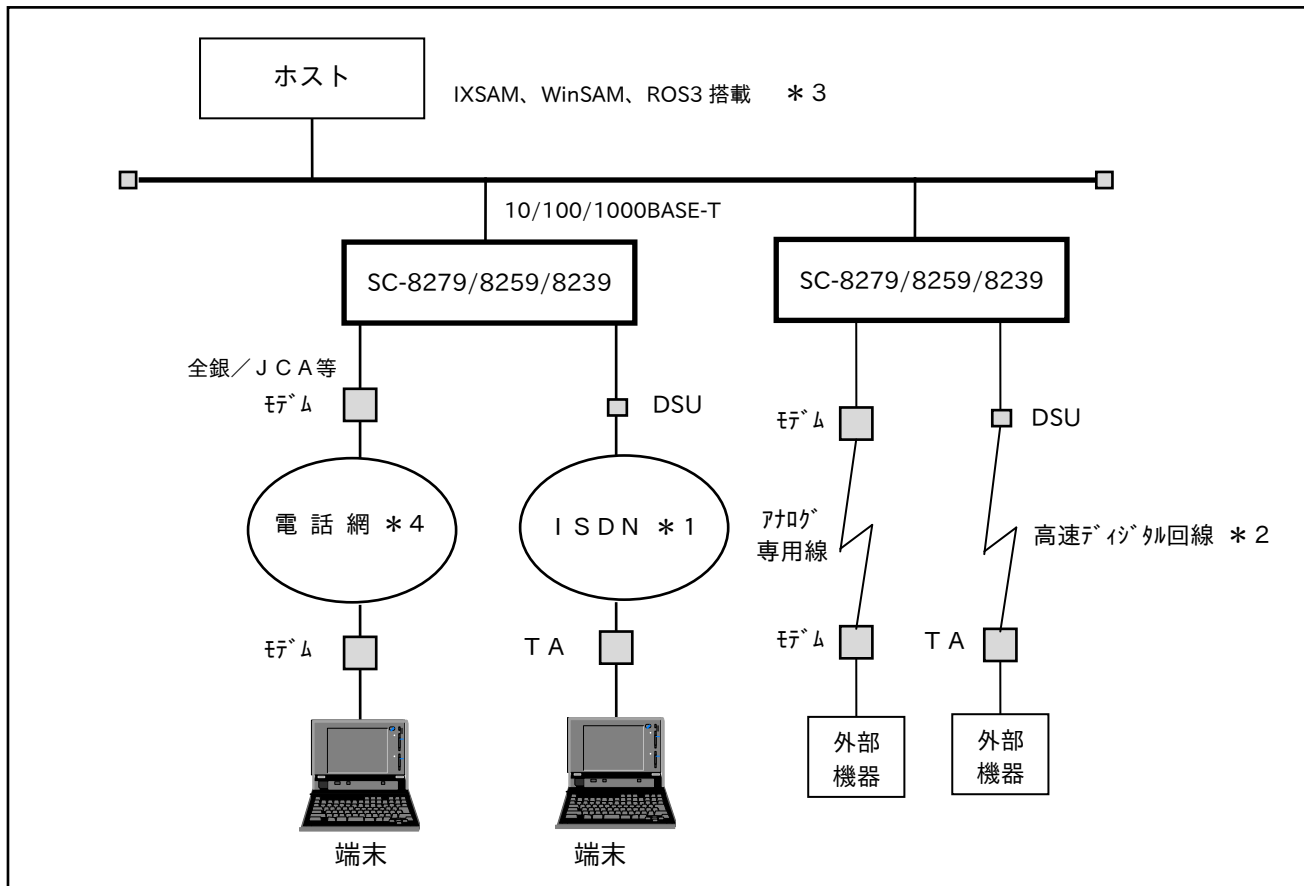 ホスト
IXSAM、WinSAM、ROS3 搭載 ＊３
10/100/1000BASE-T
SC-8279/8259/8239
SC-8279/8259/8239
全銀／ＪＣＡ等
ﾓﾃﾞﾑ
DSU
ﾓﾃﾞﾑ
DSU
電 話 網 ＊４
ＩＳＤＮ ＊１
ｱﾅﾛｸﾞ
専用線
高速ﾃﾞｨｼﾞﾀﾙ回線 ＊２
ﾓﾃﾞﾑ
ＴＡ
ﾓﾃﾞﾑ
ＴＡ
外部
機器
外部
機器
端末
端末